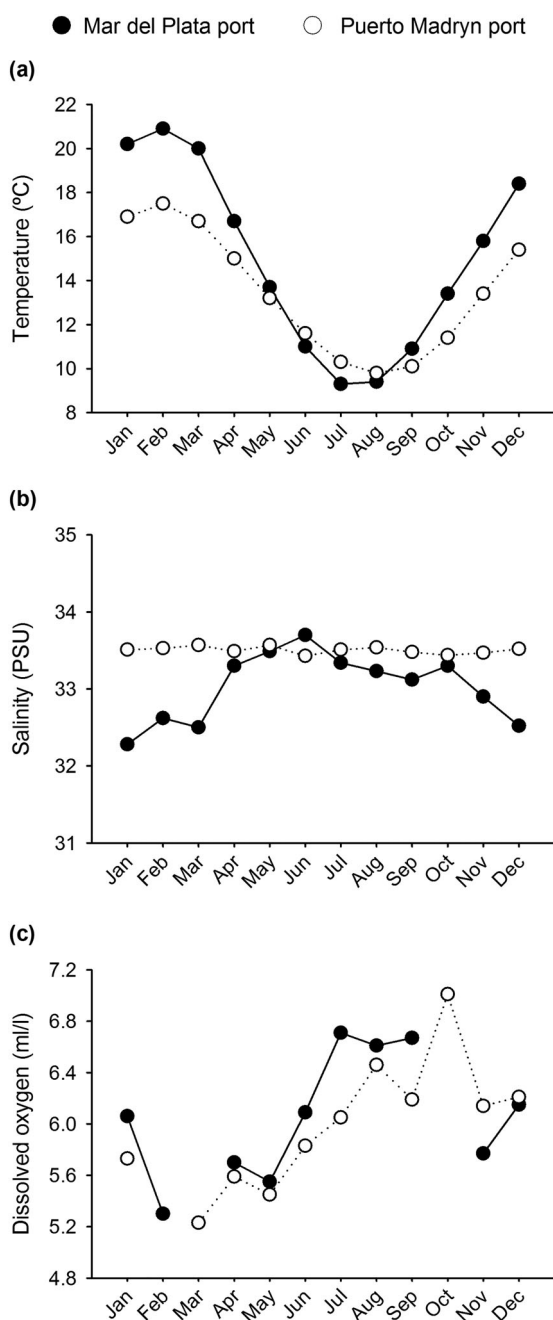 Mar del Plata port Puerto Madryn port
(a)
Temperature (ºC)
22
20
18
16
14
12
10
8
Jan Feb Mar Apr May Jun Jul Aug Sep Oct Nov Dec
(b)
Salinity (PSU)
35
34
33
32
31
Jan Feb Mar Apr May Jun Jul Aug Sep Oct Nov Dec
(c)
Dissolved oxygen (ml/l)
7.2
6.8
6.4
6.0
5.6
5.2
4.8
Jan Feb Mar Apr May Jun Jul Aug Sep Oct Nov Dec